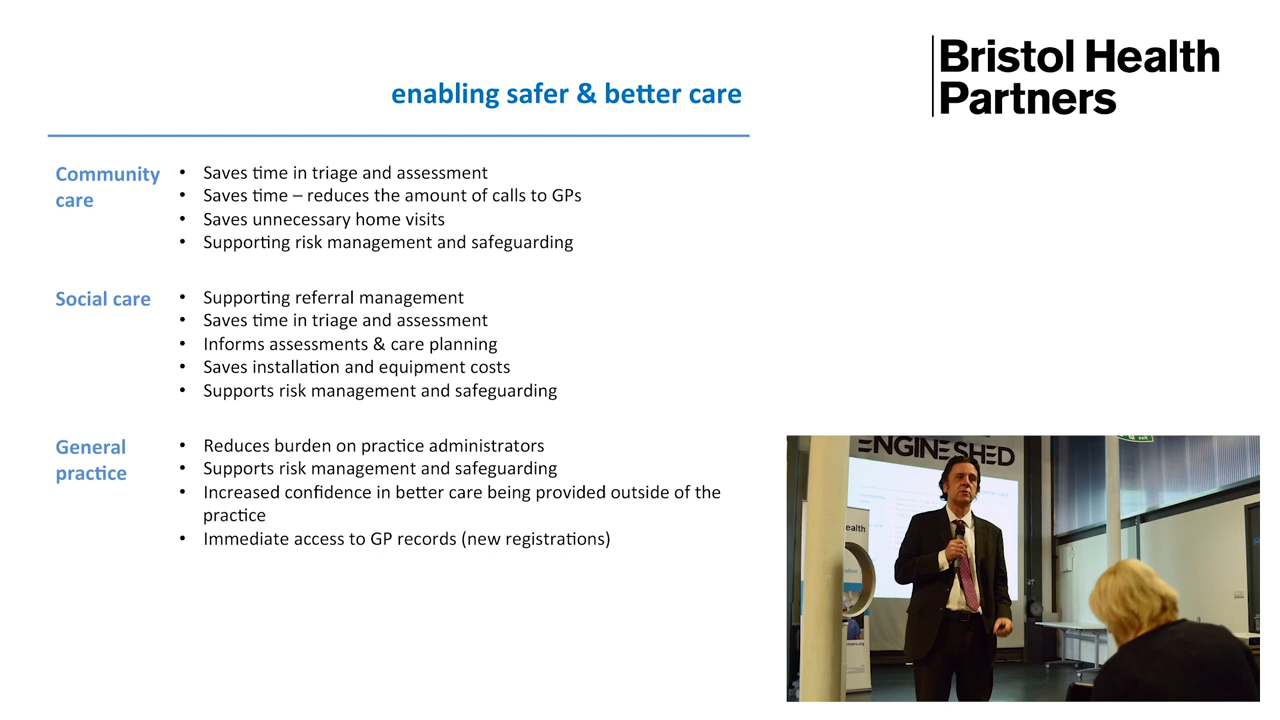 Bristol Health
Partners
enabling safer & better care
Community
care
• Saves time in triage and assessment
• Saves time – reduces the amount of calls to GPs
• Saves unnecessary home visits
• Supporting risk management and safeguarding
Social care
• Supporting referral management
• Saves time in triage and assessment
• Informs assessments & care planning
• Saves installation and equipment costs
• Supports risk management and safeguarding
General
practice
• Reduces burden on practice administrators
• Supports risk management and safeguarding
• Increased confidence in better care being provided outside of the
practice
• Immediate access to GP records (new registrations)
ENGINE SHED